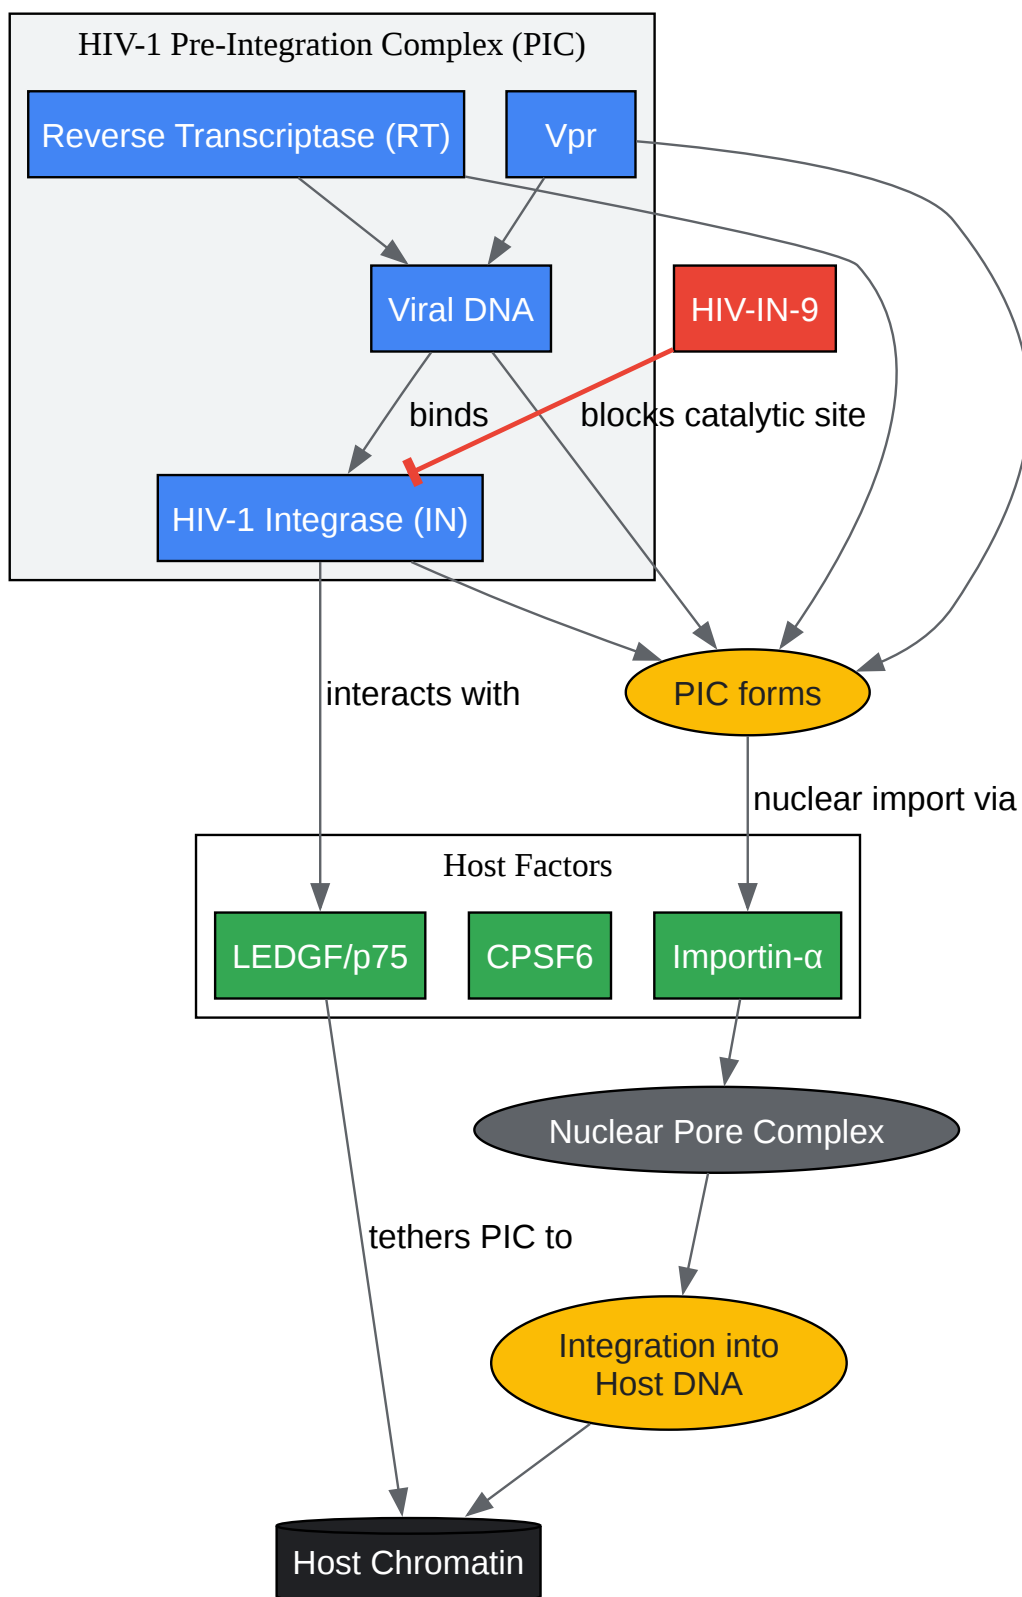 HIV-1 Pre-Integration Complex (PIC)
Reverse Transcriptase (RT)
Vpr
Viral DNA
HIV-IN-9
binds
blocks catalytic site
HIV-1 Integrase (IN)
interacts with
PIC forms
nuclear import via
Host Factors
LEDGF/p75
CPSF6
Importin-α
Nuclear Pore Complex
tethers PIC to
Integration into
Host DNA
Host Chromatin